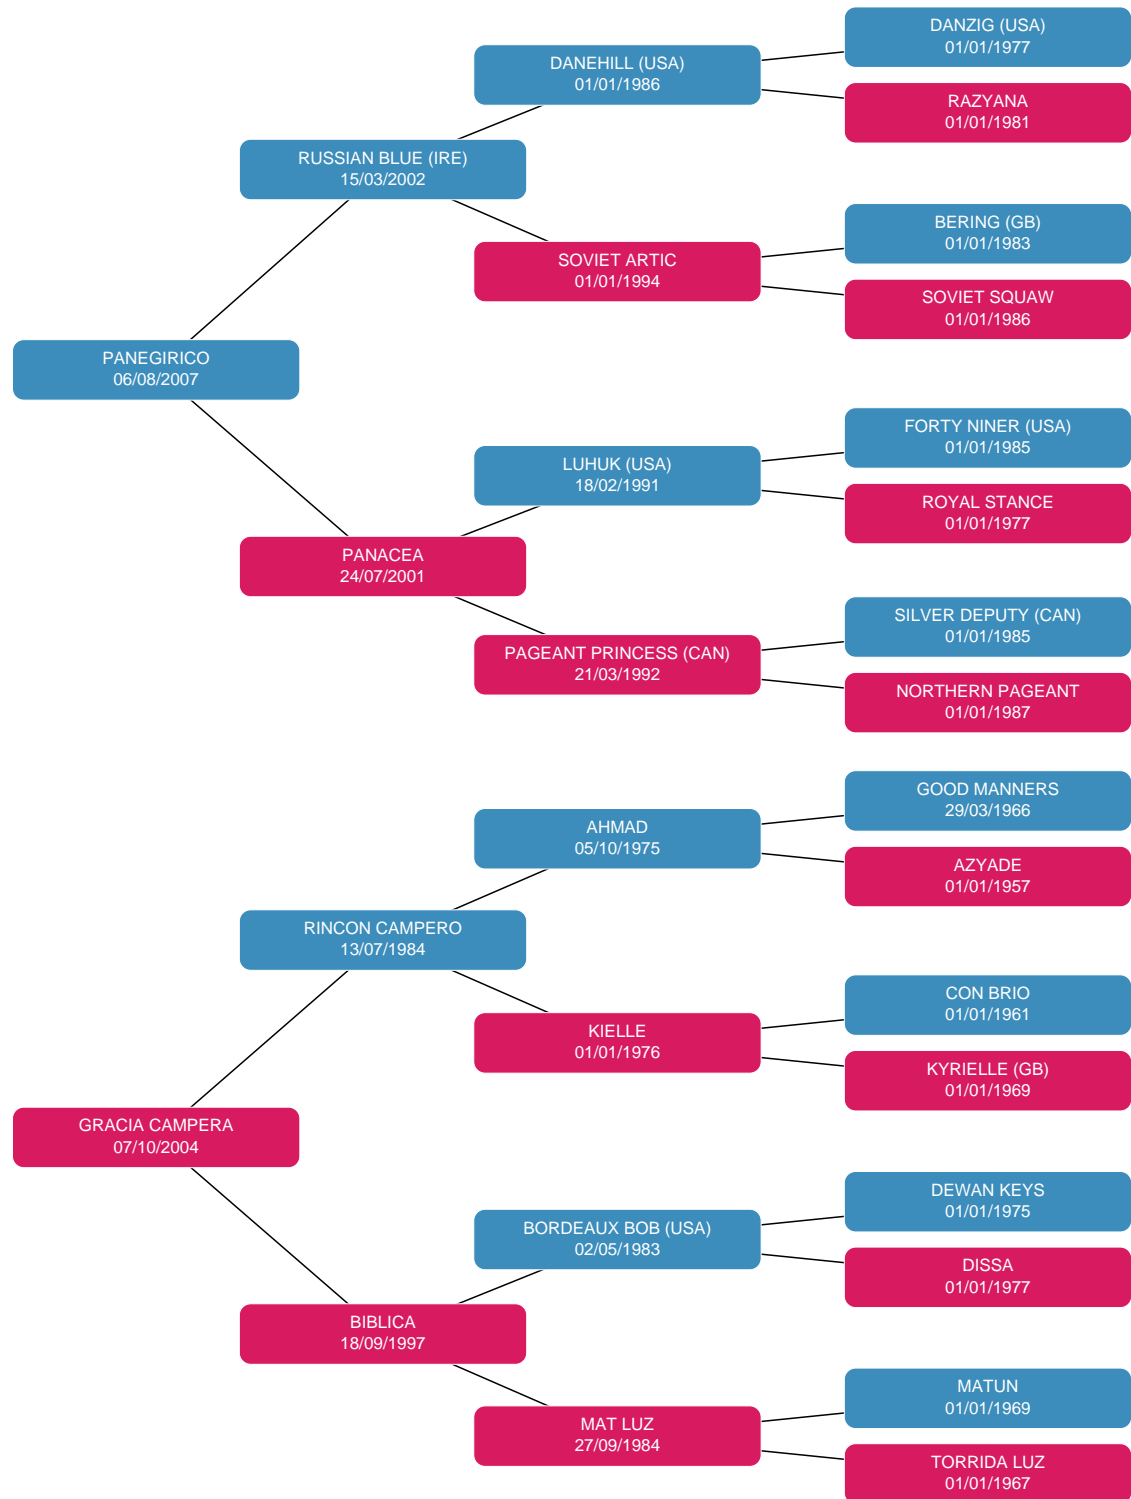 DANZIG (USA)
01/01/1977
DANEHILL (USA)
01/01/1986
RAZYANA
01/01/1981
RUSSIAN BLUE (IRE)
15/03/2002
BERING (GB)
01/01/1983
SOVIET ARTIC
01/01/1994
SOVIET SQUAW
01/01/1986
PANEGIRICO
06/08/2007
FORTY NINER (USA)
01/01/1985
LUHUK (USA)
18/02/1991
ROYAL STANCE
01/01/1977
PANACEA
24/07/2001
SILVER DEPUTY (CAN)
01/01/1985
PAGEANT PRINCESS (CAN)
21/03/1992
NORTHERN PAGEANT
01/01/1987
GOOD MANNERS
29/03/1966
AHMAD
05/10/1975
AZYADE
01/01/1957
RINCON CAMPERO
13/07/1984
CON BRIO
01/01/1961
KIELLE
01/01/1976
KYRIELLE (GB)
01/01/1969
GRACIA CAMPERA
07/10/2004
DEWAN KEYS
01/01/1975
BORDEAUX BOB (USA)
02/05/1983
DISSA
01/01/1977
BIBLICA
18/09/1997
MATUN
01/01/1969
MAT LUZ
27/09/1984
TORRIDA LUZ
01/01/1967